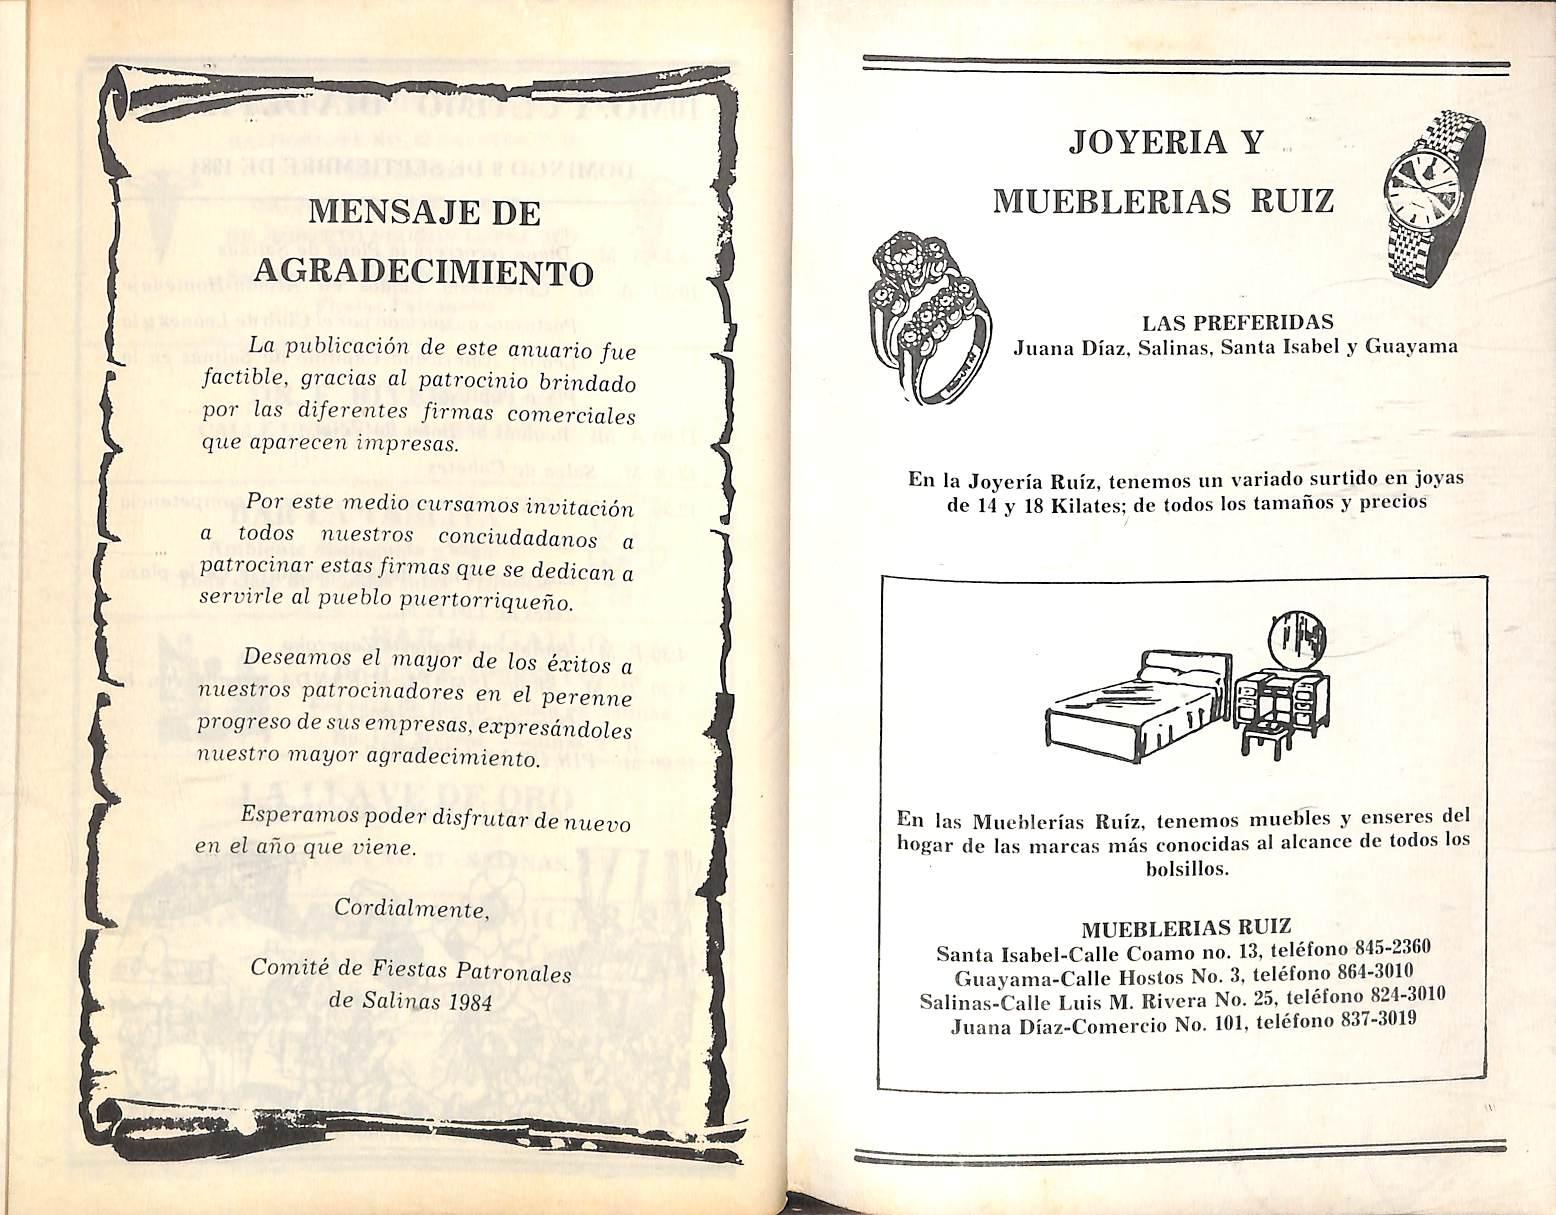 MENSAJE DE
AGRADECIMIENTO
La publicación de este anuario fue
factible, gracias al patrocinio brindado
por las diferentes firmas comerciales
que aparecen impresas.
Por este medio cursamos invitación
a todos nuestros conciudadanos a
patrocinar estas firmas que se dedican a
servirle al pueblo puertorriqueño.
Deseamos el mayor de los éxitos a
nuestros patrocinadores en el perenne
progreso de sus empresas, expresándoles
nuestro mayor agradecimiento.
Esperamos poder disfrutar de nuevo
en el año que viene.
Cordialmente,
Comité de Fiestas Patronales
de Salinas 1984
JOYERIA Y
MUEBLERIAS RUIZ
LAS PREFERIDAS
Juana Díaz, Salinas, Santa Isabel y Guayama
En la Joyería Ruíz, tenemos un variado surtido en joyas
de 14 y 18 Kilates; de todos los tamaños y precios
En las Mueblerías Ruíz, tenemos muebles y enseres del
hogar de las marcas más conocidas al alcance de todos los
bolsillos.
MUEBLERIAS RUIZ
Santa Isabel-Calle Coamo no. 13, teléfono 845-2360
Guayama-Calle Hostos No. 3, teléfono 864-3010
Salinas-Calle Luis M. Rivera No. 25, teléfono 824-3010
Juana Díaz-Comercio No. 101, teléfono 837-3019